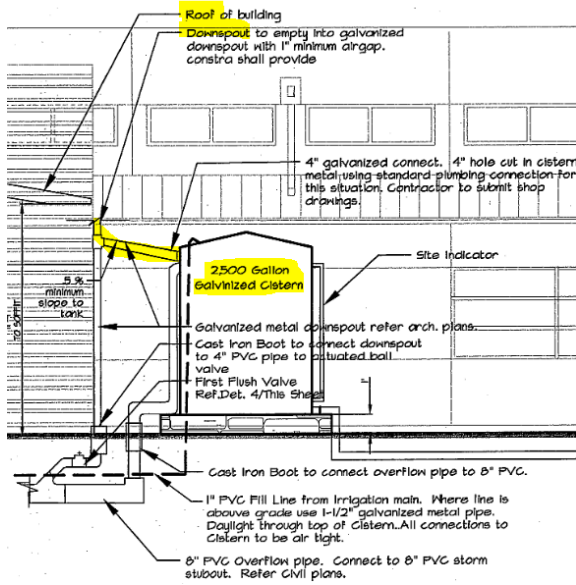 Roof of building
Downspout to empty into galvanized
downspout with 1" minimum airgap.
constra shall provide
4" galvanized connect. 4" hole cut in cistern
metal using standard plumbing connection for
this situation. Contractor to submit shop
drawings.
2,500 Gallon
Galvinized Cistern
Site Indicator
5 %
minimum
slope to
tank
TO SOFFIT
Galvanized metal downspout refer arch. plans.
Cast Iron Boot to connect downspout
to 4" PVC pipe to actuated ball
valve
First Flush Valve
Ref.Det. 4/This Sheet
Cast Iron Boot to connect overflow pipe to 8" PVC.
1" PVC Fill Line from Irrigation main. Where line is
abouve grade use 1-1/2" galvanized metal pipe.
Daylight through top of Cistern..All connections to
Cistern to be air tight.
8" PVC Overflow pipe. Connect to 8" PVC storm
stubout. Refer Civil plans.